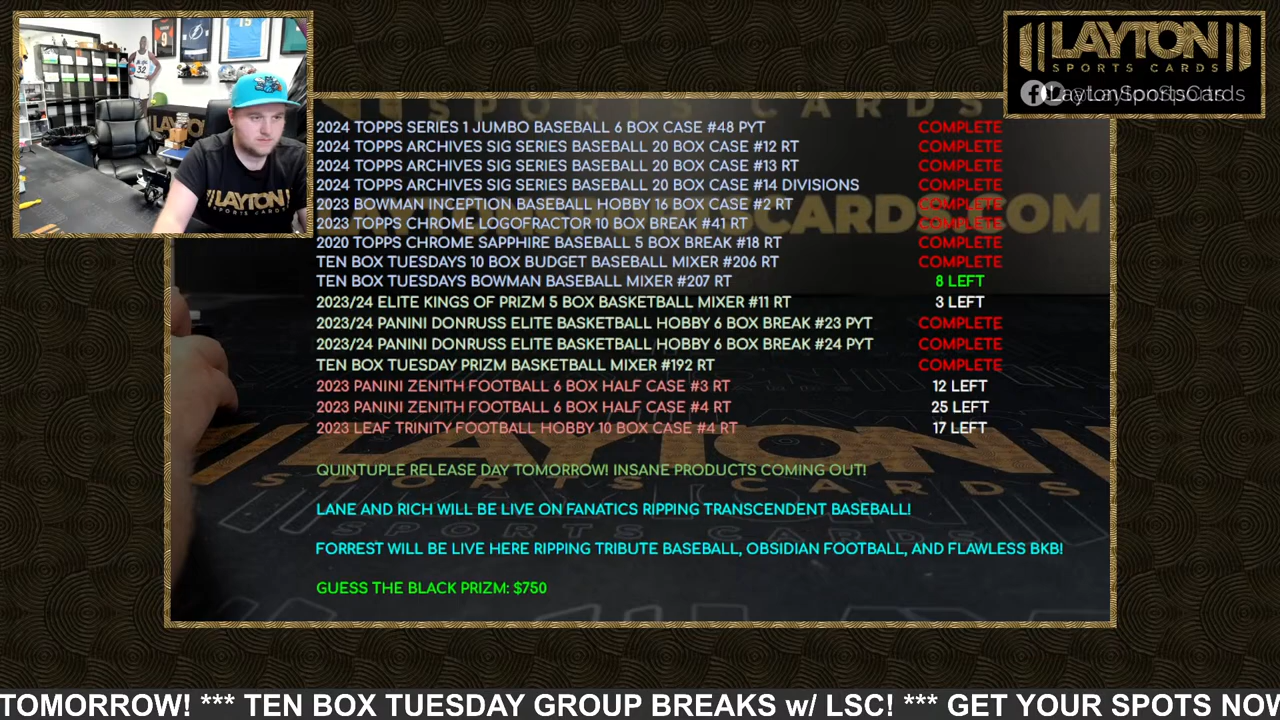 LAYTON
SPORTS CARDS
2024 TOPPS SERIES 1 JUMBO BASEBALL 6 BOX CASE #48 PYT COMPLETE
2024 TOPPS ARCHIVES SIG SERIES BASEBALL 20 BOX CASE #12 RT COMPLETE
2024 TOPPS ARCHIVES SIG SERIES BASEBALL 20 BOX CASE #13 RT COMPLETE
2024 TOPPS ARCHIVES SIG SERIES BASEBALL 20 BOX CASE #14 DIVISIONS COMPLETE
2023 BOWMAN INCEPTION BASEBALL HOBBY 16 BOX CASE #2 RT COMPLETE
2023 TOPPS CHROME LOGOFRACTOR 10 BOX BREAK #41 RT COMPLETE
2020 TOPPS CHROME SAPPHIRE BASEBALL 5 BOX BREAK #18 RT COMPLETE
TEN BOX TUESDAYS 10 BOX BUDGET BASEBALL MIXER #206 RT COMPLETE
TEN BOX TUESDAYS BOWMAN BASEBALL MIXER #207 RT 8 LEFT
2023/24 ELITE KINGS OF PRIZM 5 BOX BASKETBALL MIXER #11 RT 3 LEFT
2023/24 PANINI DONRUSS ELITE BASKETBALL HOBBY 6 BOX BREAK #23 PYT COMPLETE
2023/24 PANINI DONRUSS ELITE BASKETBALL HOBBY 6 BOX BREAK #24 PYT COMPLETE
TEN BOX TUESDAY PRIZM BASKETBALL MIXER #192 RT COMPLETE
2023 PANINI ZENITH FOOTBALL 6 BOX HALF CASE #3 RT 12 LEFT
2023 PANINI ZENITH FOOTBALL 6 BOX HALF CASE #4 RT 25 LEFT
2023 LEAF TRINITY FOOTBALL HOBBY 10 BOX CASE #4 RT 17 LEFT
QUINTUPLE RELEASE DAY TOMORROW! INSANE PRODUCTS COMING OUT!
LANE AND RICH WILL BE LIVE ON FANATICS RIPPING TRANSCENDENT BASEBALL!
FORREST WILL BE LIVE HERE RIPPING TRIBUTE BASEBALL, OBSIDIAN FOOTBALL, AND FLAWLESS BKB!
GUESS THE BLACK PRIZM: $750
TOMORROW! *** TEN BOX TUESDAY GROUP BREAKS w/ LSC! *** GET YOUR SPOTS NOW